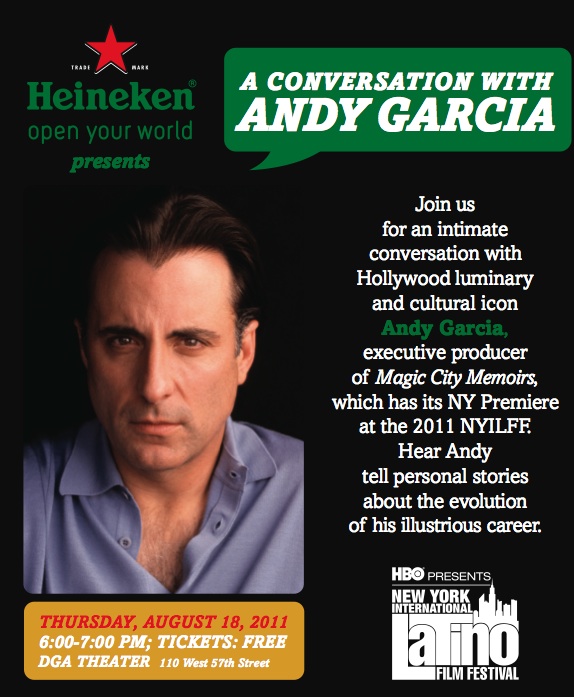 TRADE MARK
Heineken®
open your world
presents
A CONVERSATION WITH
ANDY GARCIA
Join us
for an intimate
conversation with
Hollywood luminary
and cultural icon
Andy Garcia,
executive producer
of Magic City Memoirs,
which has its NY Premiere
at the 2011 NYILFF.
Hear Andy
tell personal stories
about the evolution
of his illustrious career.
THURSDAY, AUGUST 18, 2011
6:00-7:00 PM; TICKETS: FREE
DGA THEATER 110 West 57th Street
HBO® PRESENTS
NEW YORK
INTERNATIONAL
Latino
FILM FESTIVAL